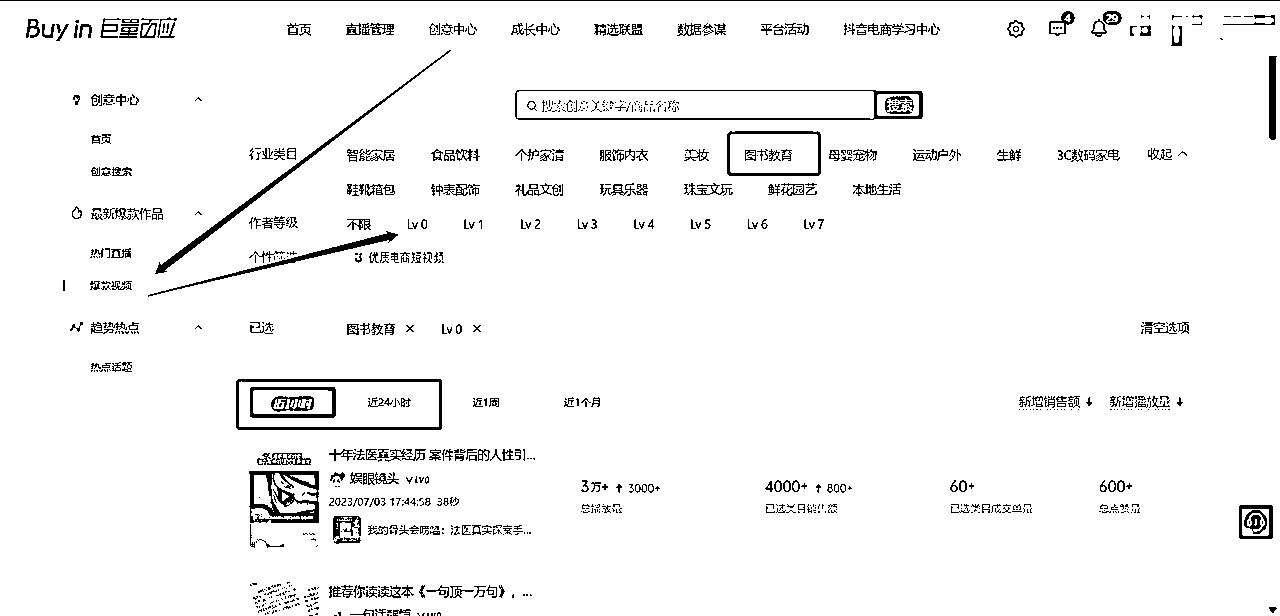 Buy in 巨量百应 首页 直播管理 创意中心 成长中心 精选联盟 数据参谋 平台活动 抖音电商学习中心 4 29
创意中心
首页
创意搜索
最新爆款作品
热门直播
爆款视频
趋势热点
热点话题
搜索创意关键字/商品名称 搜索
行业类目 智能家居 食品饮料 个护家清 服饰内衣 美妆 图书教育 母婴宠物 运动户外 生鲜 3C数码家电 收起
鞋靴箱包 钟表配饰 礼品文创 玩具乐器 珠宝文玩 鲜花园艺 本地生活
作者等级 不限 Lv 0 Lv 1 Lv 2 Lv 3 Lv 4 Lv 5 Lv 6 Lv 7
个性筛选 优质电商短视频
已选 图书教育 × Lv 0 × 清空选项
近1小时 近24小时 近1周 近1个月 新增销售额 ↓ 新增播放量 ↓
十年法医真实经历 案件背后的人性引...
娱眼镜头 Lv0
2023/07/03 17:44:58 38秒
我的骨头会唱歌：法医真实探案手...
3万+ ↑ 3000+ 4000+ ↑ 800+ 60+ 600+
总播放量 已选类目销售额 已选类目成交单量 总点赞量
推荐你读读这本《一句顶一万句》，...